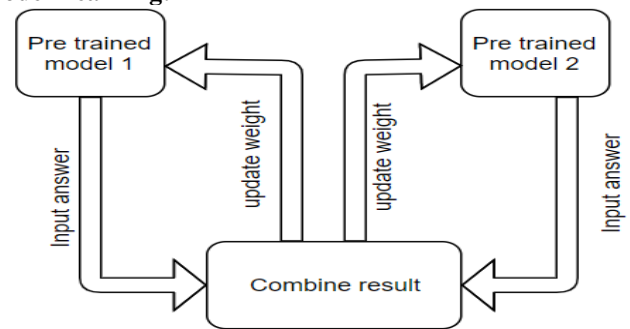 Pre trained
model 1
Pre trained
model 2
update weight
update weight
Input answer
Input answer
Combine result